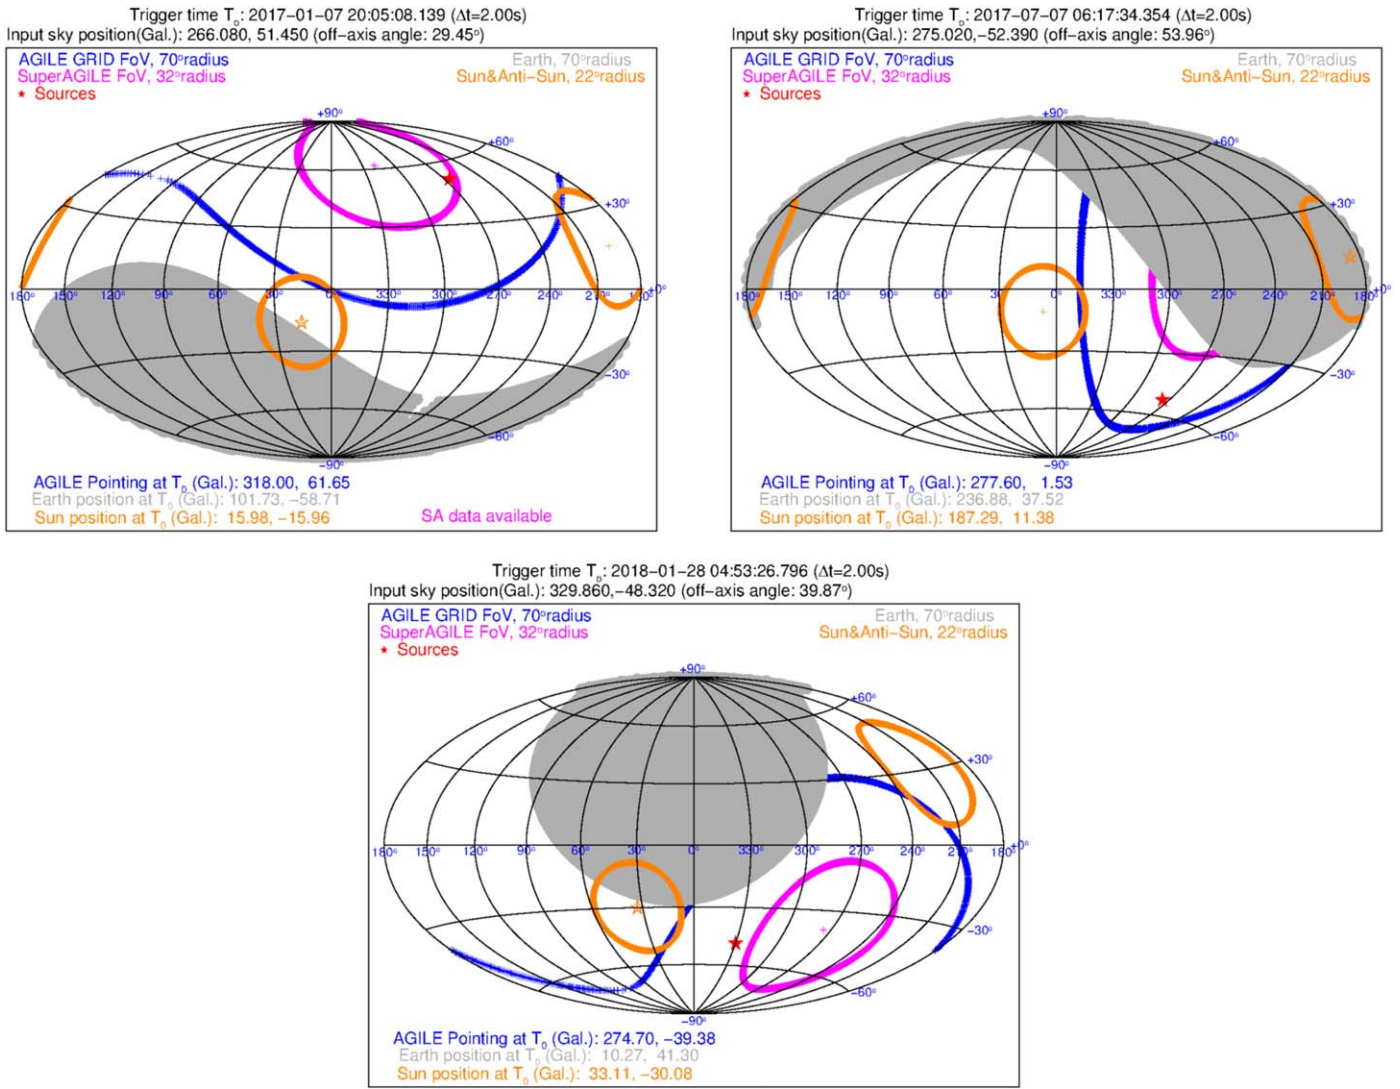 Trigger time T₀: 2017−01−07 20:05:08.139 (Δt=2.00s)
Input sky position(Gal.): 266.080, 51.450 (off−axis angle: 29.45°)
AGILE GRID FoV, 70°radius
Earth, 70°radius
SuperAGILE FoV, 32°radius
Sun&Anti−Sun, 22°radius
★ Sources
+90°
+60°
+30°
180° 150° 120° 90° 60° 30° 330° 300° 270° 240° 210° +0°
−30°
−60°
−90°
AGILE Pointing at T₀ (Gal.): 318.00, 61.65
Earth position at T₀ (Gal.): 101.73, −58.71
Sun position at T₀ (Gal.): 15.98, −15.96
SA data available
Trigger time T₀: 2017−07−07 06:17:34.354 (Δt=2.00s)
Input sky position(Gal.): 275.020,−52.390 (off−axis angle: 53.96°)
AGILE GRID FoV, 70°radius
Earth, 70°radius
SuperAGILE FoV, 32°radius
Sun&Anti−Sun, 22°radius
★ Sources
+90°
+60°
+30°
180° 150° 120° 90° 60° 30° 0° 330° 300° 270° 240° 210° 180° +0°
−30°
−60°
−90°
AGILE Pointing at T₀ (Gal.): 277.60, 1.53
Earth position at T₀ (Gal.): 236.88, 37.52
Sun position at T₀ (Gal.): 187.29, 11.38
Trigger time T₀: 2018−01−28 04:53:26.796 (Δt=2.00s)
Input sky position(Gal.): 329.860,−48.320 (off−axis angle: 39.87°)
AGILE GRID FoV, 70°radius
Earth, 70°radius
SuperAGILE FoV, 32°radius
Sun&Anti−Sun, 22°radius
★ Sources
+90°
+60°
+30°
180° 150° 120° 90° 60° 30° 0° 330° 300° 270° 240° 210° 180° +0°
−30°
−60°
−90°
AGILE Pointing at T₀ (Gal.): 274.70, −39.38
Earth position at T₀ (Gal.): 10.27, 41.30
Sun position at T₀ (Gal.): 33.11, −30.08